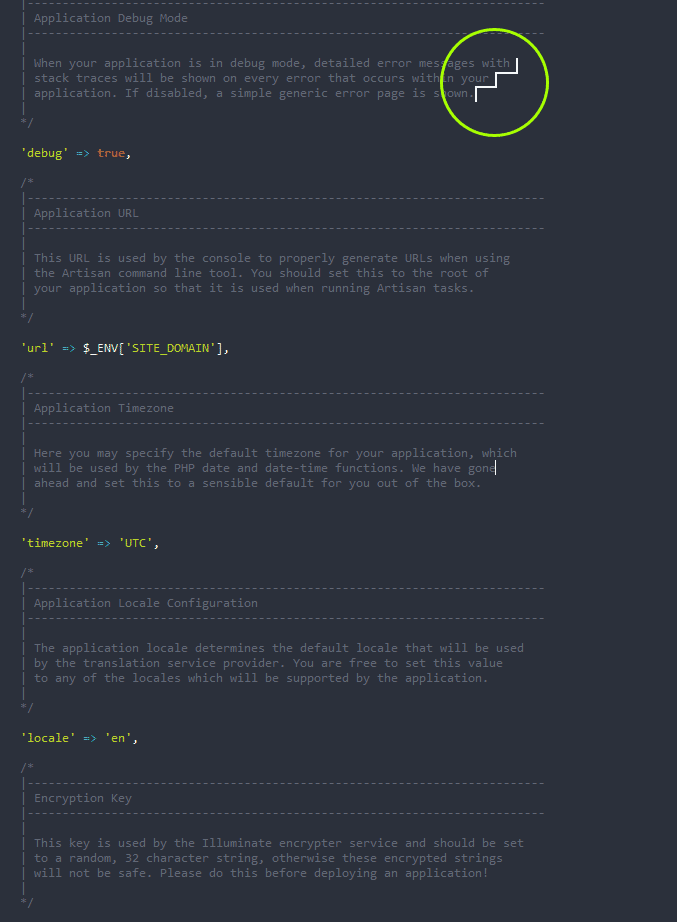 |--------------------------------------------------------------------------
| Application Debug Mode
|--------------------------------------------------------------------------
|
| When your application is in debug mode, detailed error messages with
| stack traces will be shown on every error that occurs within your
| application. If disabled, a simple generic error page is shown.
|
*/
'debug' => true,
/*
|--------------------------------------------------------------------------
| Application URL
|--------------------------------------------------------------------------
|
| This URL is used by the console to properly generate URLs when using
| the Artisan command line tool. You should set this to the root of
| your application so that it is used when running Artisan tasks.
|
*/
'url' => $_ENV['SITE_DOMAIN'],
/*
|--------------------------------------------------------------------------
| Application Timezone
|--------------------------------------------------------------------------
|
| Here you may specify the default timezone for your application, which
| will be used by the PHP date and date-time functions. We have gone
| ahead and set this to a sensible default for you out of the box.
|
*/
'timezone' => 'UTC',
/*
|--------------------------------------------------------------------------
| Application Locale Configuration
|--------------------------------------------------------------------------
|
| The application locale determines the default locale that will be used
| by the translation service provider. You are free to set this value
| to any of the locales which will be supported by the application.
|
*/
'locale' => 'en',
/*
|--------------------------------------------------------------------------
| Encryption Key
|--------------------------------------------------------------------------
|
| This key is used by the Illuminate encrypter service and should be set
| to a random, 32 character string, otherwise these encrypted strings
| will not be safe. Please do this before deploying an application!
|
*/